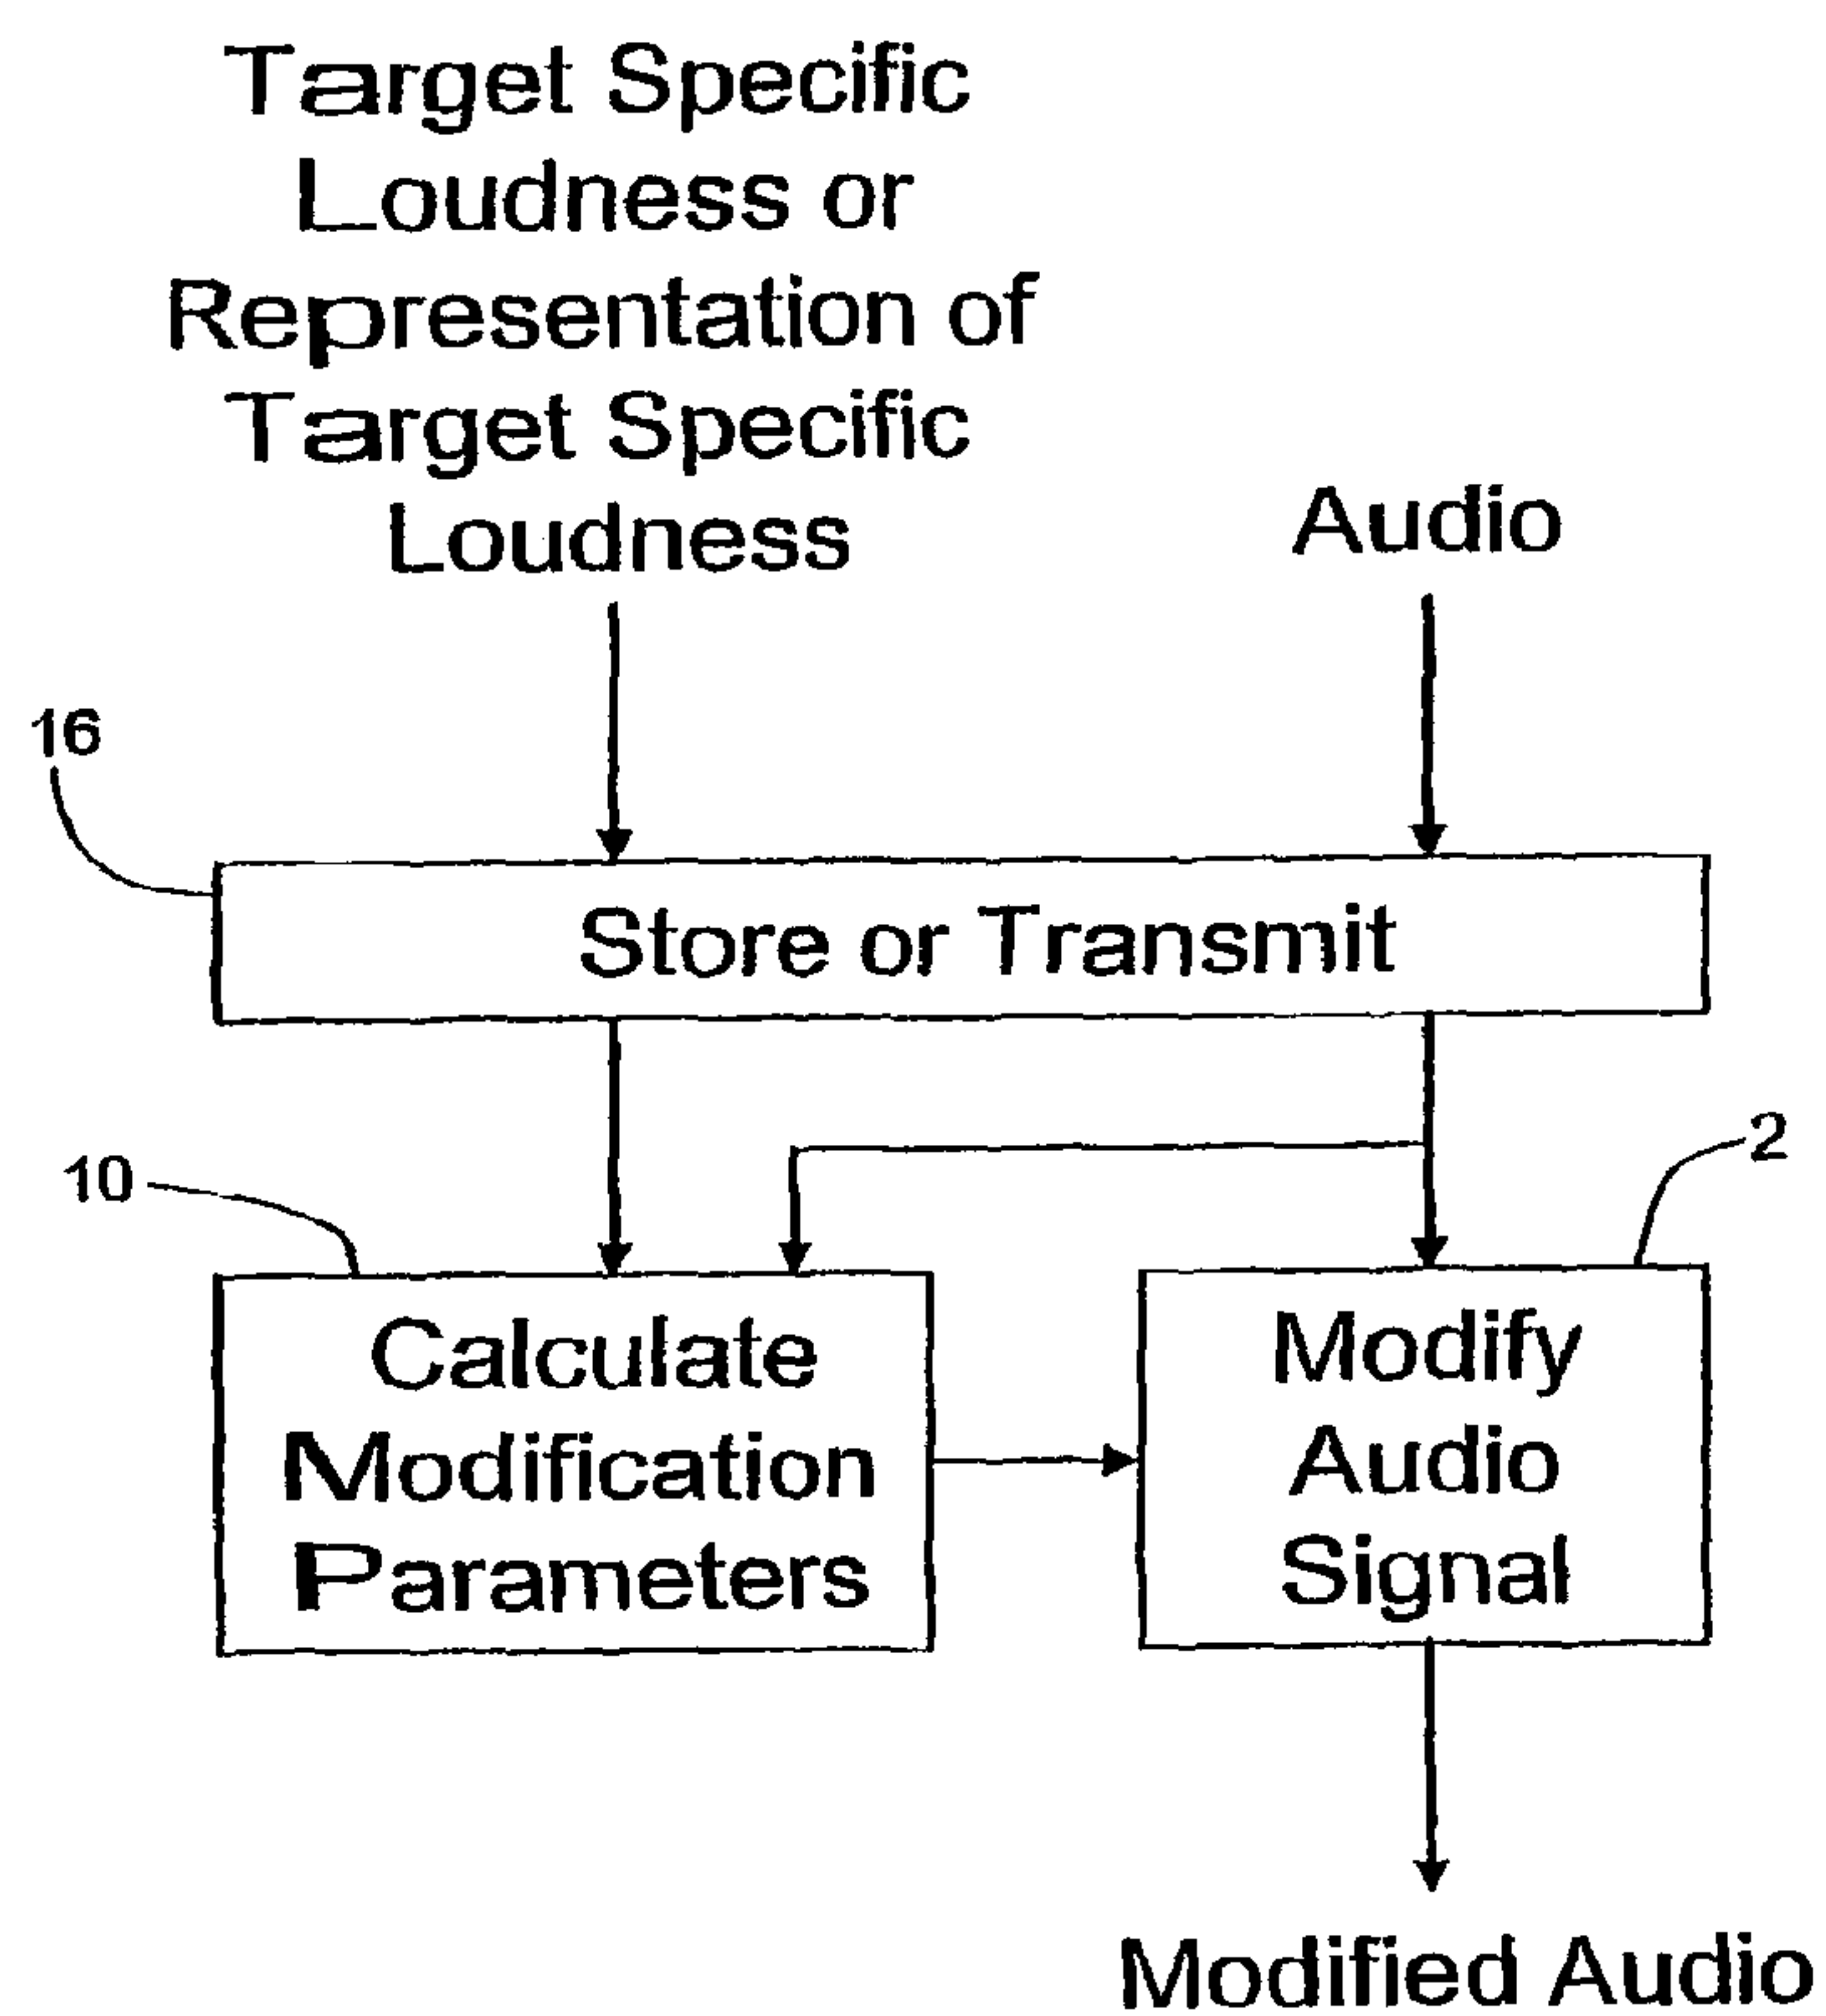 Target Specific
Loudness or
Representation of
Target Specific
Loudness
Audio
16
Store or Transmit
10
2
Calculate
Modification
Parameters
Modify
Audio
Signal
Modified Audio